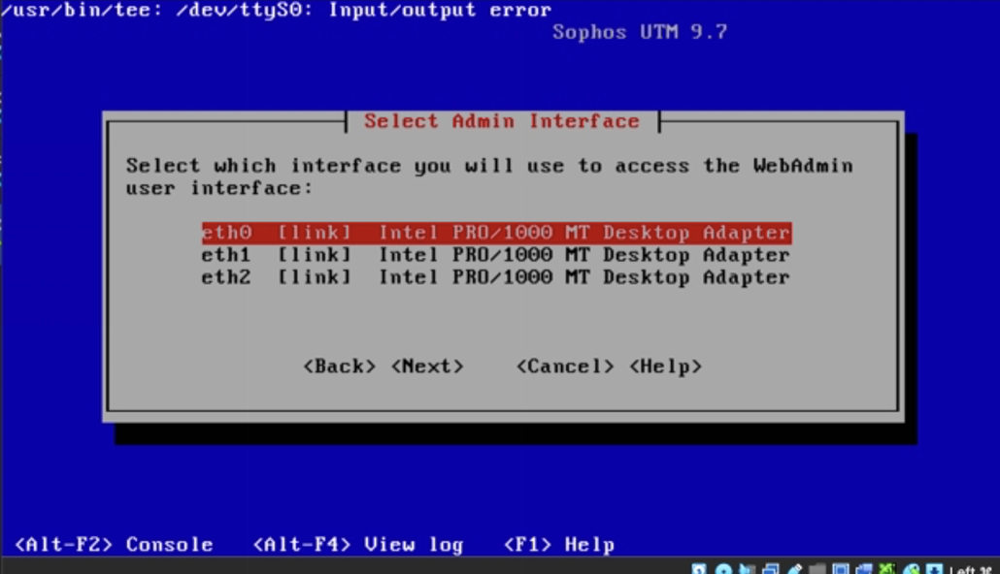 /usr/bin/tee: /dev/ttyS0: Input/output error
Sophos UTM 9.7
Select Admin Interface
Select which interface you will use to access the WebAdmin
user interface:
eth0 [link] Intel PRO/1000 MT Desktop Adapter
eth1 [link] Intel PRO/1000 MT Desktop Adapter
eth2 [link] Intel PRO/1000 MT Desktop Adapter
<Back> <Next> <Cancel> <Help>
<Alt-F2> Console <Alt-F4> View log <F1> Help
Left ⌘